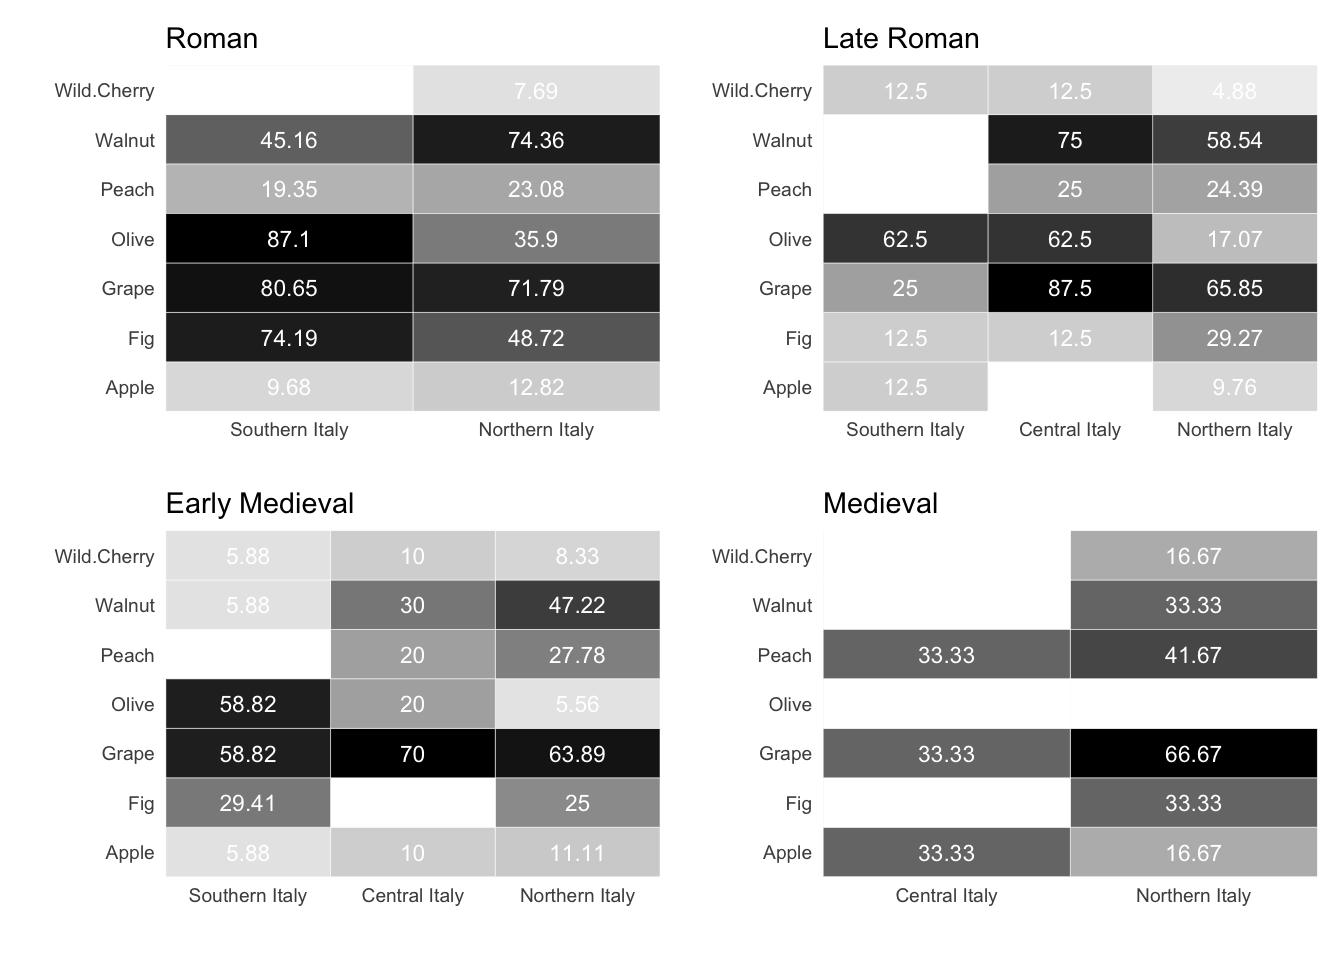 Roman
Wild.Cherry 7.69
Walnut 45.16 74.36
Peach 19.35 23.08
Olive 87.1 35.9
Grape 80.65 71.79
Fig 74.19 48.72
Apple 9.68 12.82
Southern Italy Northern Italy
Late Roman
Wild.Cherry 12.5 12.5 4.88
Walnut 75 58.54
Peach 25 24.39
Olive 62.5 62.5 17.07
Grape 25 87.5 65.85
Fig 12.5 12.5 29.27
Apple 12.5 9.76
Southern Italy Central Italy Northern Italy
Early Medieval
Wild.Cherry 5.88 10 8.33
Walnut 5.88 30 47.22
Peach 20 27.78
Olive 58.82 20 5.56
Grape 58.82 70 63.89
Fig 29.41 25
Apple 5.88 10 11.11
Southern Italy Central Italy Northern Italy
Medieval
Wild.Cherry 16.67
Walnut 33.33
Peach 33.33 41.67
Olive
Grape 33.33 66.67
Fig 33.33
Apple 33.33 16.67
Central Italy Northern Italy